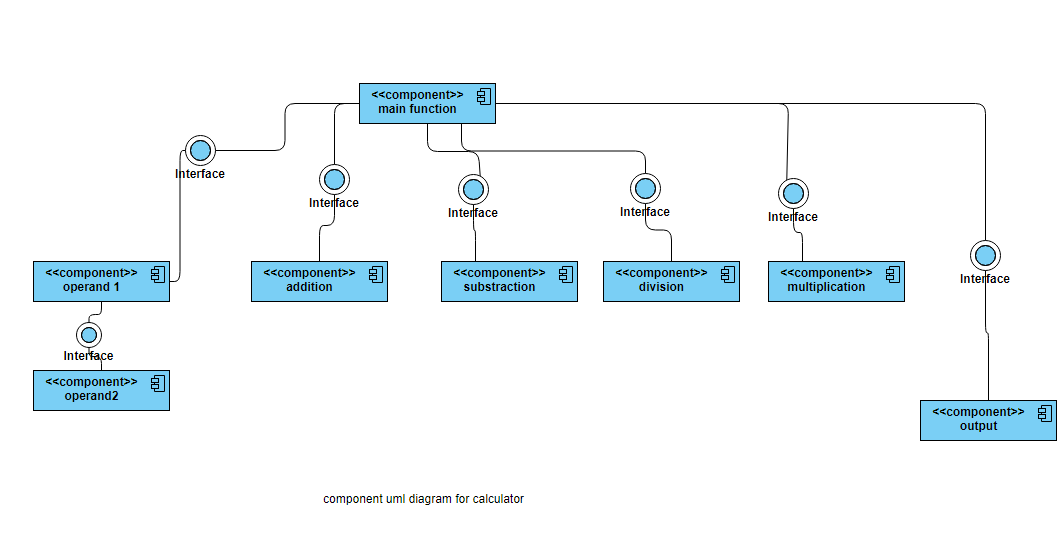 <<component>>
main function
Interface
Interface
Interface
Interface
Interface
Interface
<<component>>
operand 1
<<component>>
addition
<<component>>
substraction
<<component>>
division
<<component>>
multiplication
Interface
<<component>>
operand2
<<component>>
output
component uml diagram for calculator